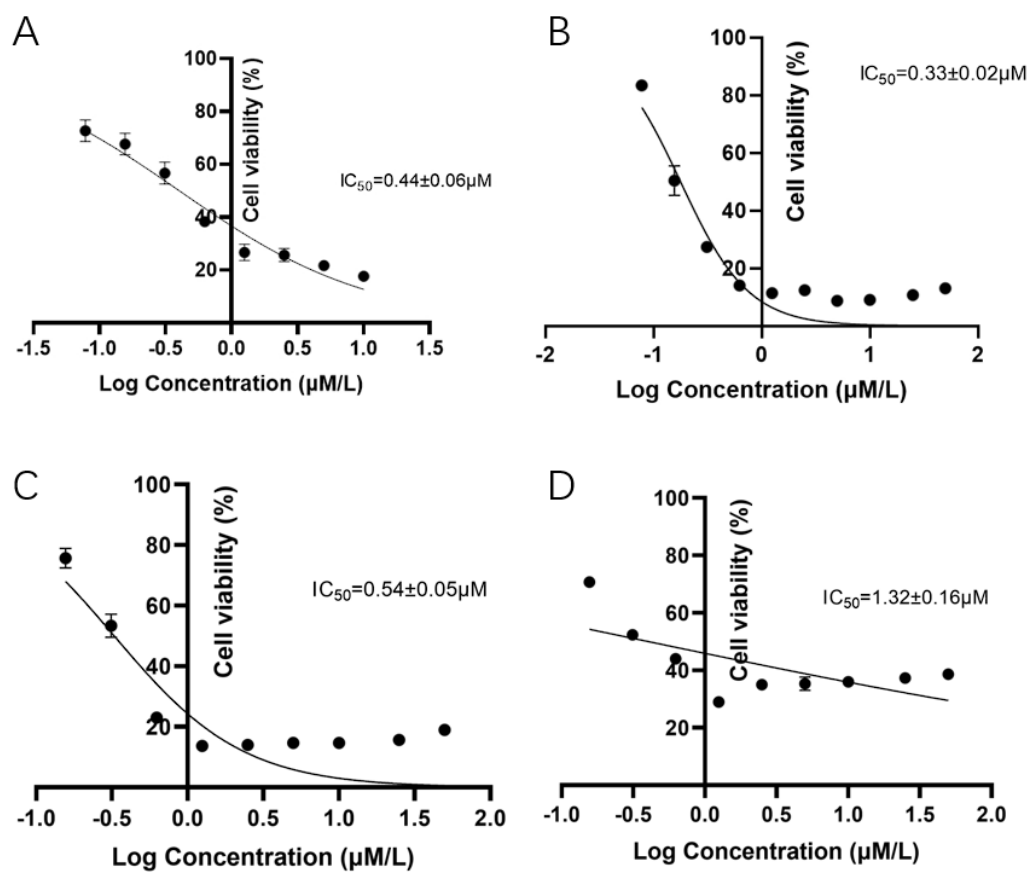 A
100
80
60
40
20
Cell viability (%)
IC50=0.44±0.06μM
-1.5 -1.0 -0.5 0.0 0.5 1.0 1.5
Log Concentration (μM/L)
B
100
80
60
40
20
Cell viability (%)
IC50=0.33±0.02μM
-2 -1 0 1 2
Log Concentration (μM/L)
C
100
80
60
40
20
Cell viability (%)
IC50=0.54±0.05μM
-1.0 -0.5 0.0 0.5 1.0 1.5 2.0
Log Concentration (μM/L)
D
100
80
60
40
20
Cell viability (%)
IC50=1.32±0.16μM
-1.0 -0.5 0.0 0.5 1.0 1.5 2.0
Log Concentration (μM/L)